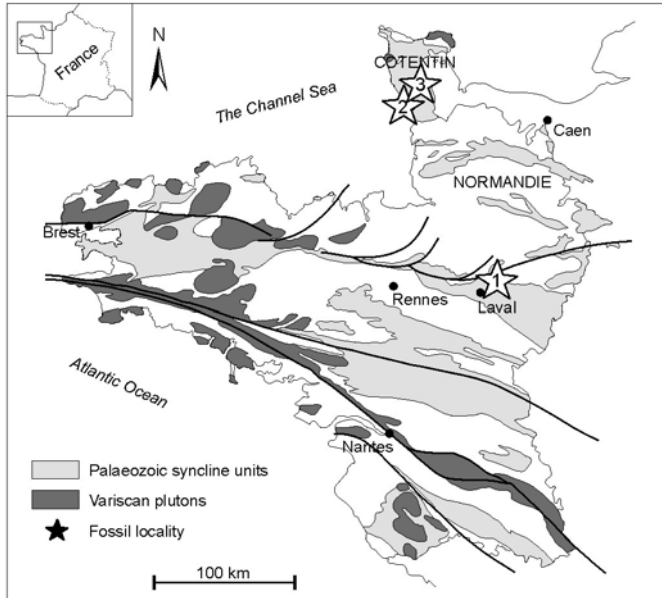 France
N
The Channel Sea
COTENTIN
3
2
Caen
NORMANDIE
Brest
1
Rennes
Laval
Atlantic Ocean
Nantes
Palaeozoic syncline units
Variscan plutons
Fossil locality
100 km